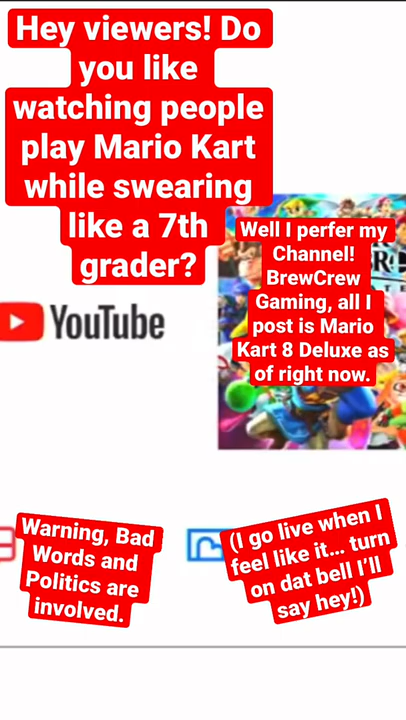 Hey viewers! Do
you like
watching people
play Mario Kart
while swearing
like a 7th
grader?
Well I perfer my
Channel!
BrewCrew
Gaming, all I
post is Mario
Kart 8 Deluxe as
of right now.
YouTube
Warning, Bad
Words and
Politics are
involved.
(I go live when I
feel like it... turn
on dat bell I'll
say hey!)